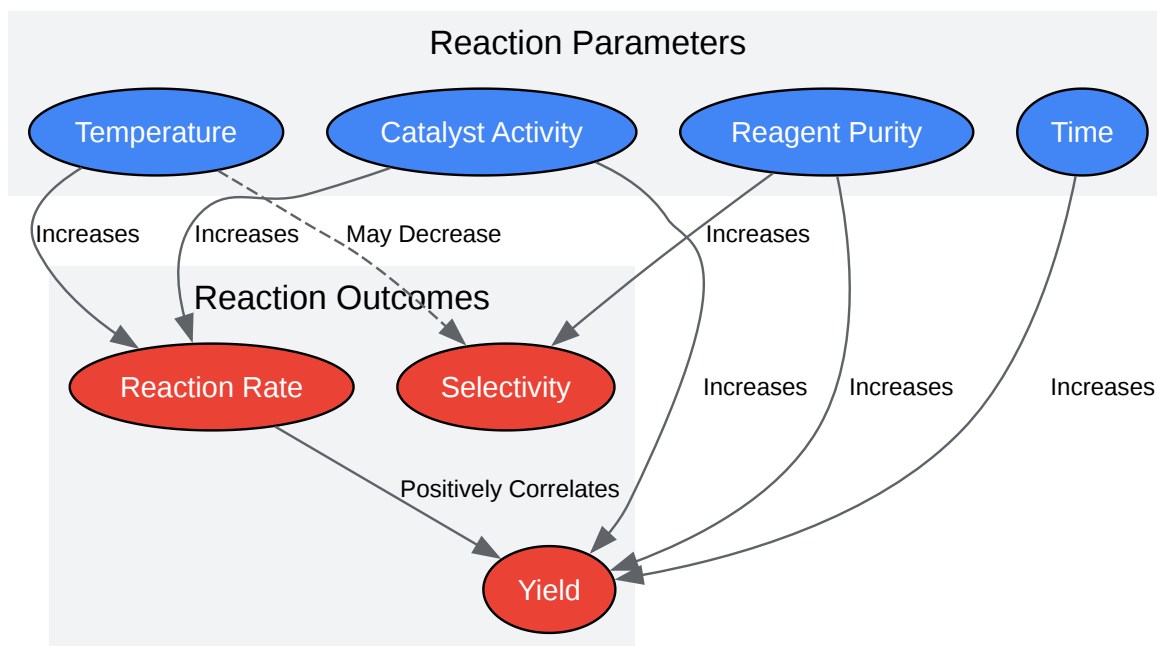 Reaction Parameters
Temperature
Catalyst Activity
Reagent Purity
Time
Increases
Increases
May Decrease
Increases
Reaction Outcomes
Reaction Rate
Selectivity
Increases
Increases
Increases
Positively Correlates
Yield